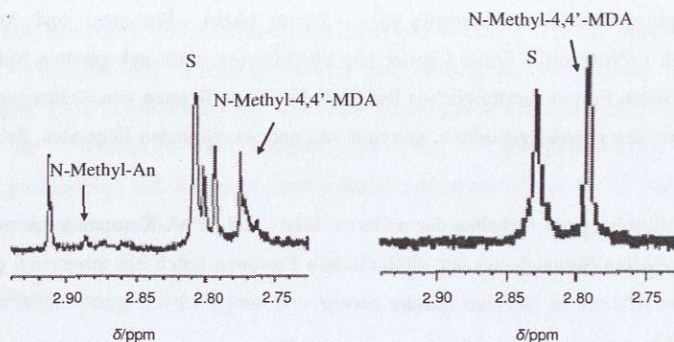 N-Methyl-4,4'-MDA
S
S
N-Methyl-4,4'-MDA
N-Methyl-An
2.90 2.85 2.80 2.75
2.90 2.85 2.80 2.75
δ/ppm
δ/ppm